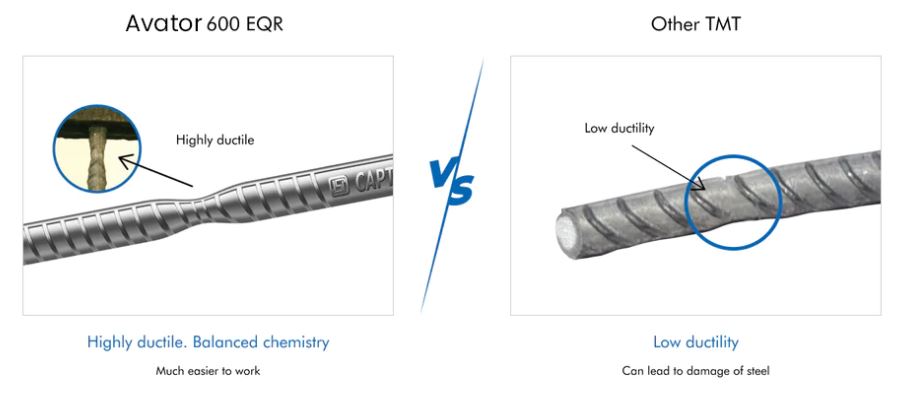 Avator 600 EQR
Other TMT
Highly ductile
Low ductility
CAPT
VS
Highly ductile. Balanced chemistry
Low ductility
Much easier to work
Can lead to damage of steel